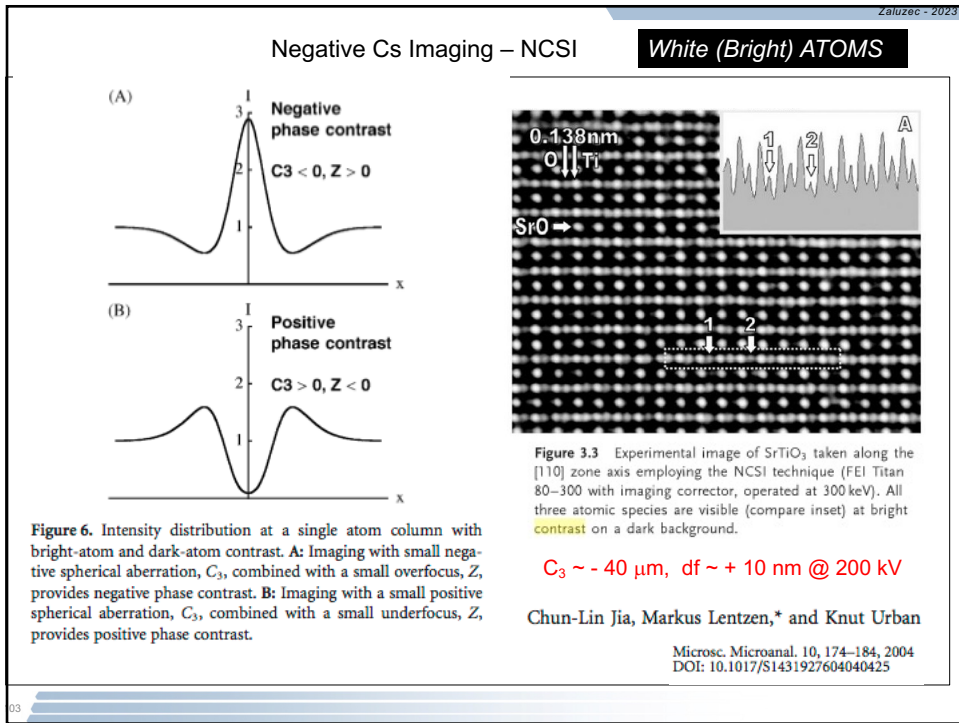 Zaluzec - 2023
Negative Cs Imaging – NCSI
White (Bright) ATOMS
(A)
I
3
Negative
phase contrast
2
C3 < 0, Z > 0
1
x
(B)
I
3
Positive
phase contrast
2
C3 > 0, Z < 0
1
x
Figure 6. Intensity distribution at a single atom column with
bright-atom and dark-atom contrast. A: Imaging with small nega-
tive spherical aberration, C₃, combined with a small overfocus, Z,
provides negative phase contrast. B: Imaging with a small positive
spherical aberration, C₃, combined with a small underfocus, Z,
provides positive phase contrast.
0.138nm
O Ti
SrO
1 2
A
1 2
Figure 3.3 Experimental image of SrTiO₃ taken along the
[110] zone axis employing the NCSI technique (FEI Titan
80–300 with imaging corrector, operated at 300 keV). All
three atomic species are visible (compare inset) at bright
contrast on a dark background.
C₃ ~ - 40 μm, df ~ + 10 nm @ 200 kV
Chun-Lin Jia, Markus Lentzen,* and Knut Urban
Microsc. Microanal. 10, 174–184, 2004
DOI: 10.1017/S1431927604040425